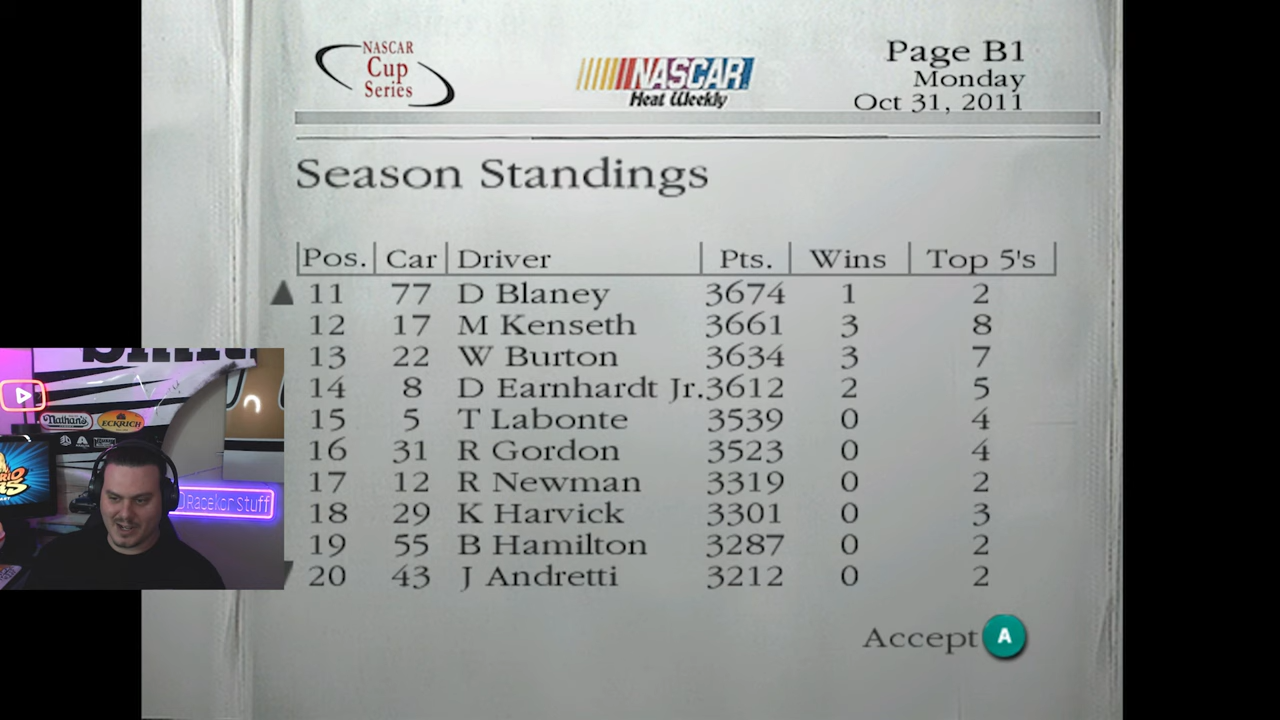 NASCAR
Cup
Series
NASCAR
Heat Weekly
Page B1
Monday
Oct 31, 2011
Season Standings
Pos. Car Driver Pts. Wins Top 5's
11 77 D Blaney 3674 1 2
12 17 M Kenseth 3661 3 8
13 22 W Burton 3634 3 7
14 8 D Earnhardt Jr. 3612 2 5
15 5 T Labonte 3539 0 4
16 31 R Gordon 3523 0 4
17 12 R Newman 3319 0 2
18 29 K Harvick 3301 0 3
19 55 B Hamilton 3287 0 2
20 43 J Andretti 3212 0 2
Accept A
Nathan's
ECKRICH
RaceKar Stuff